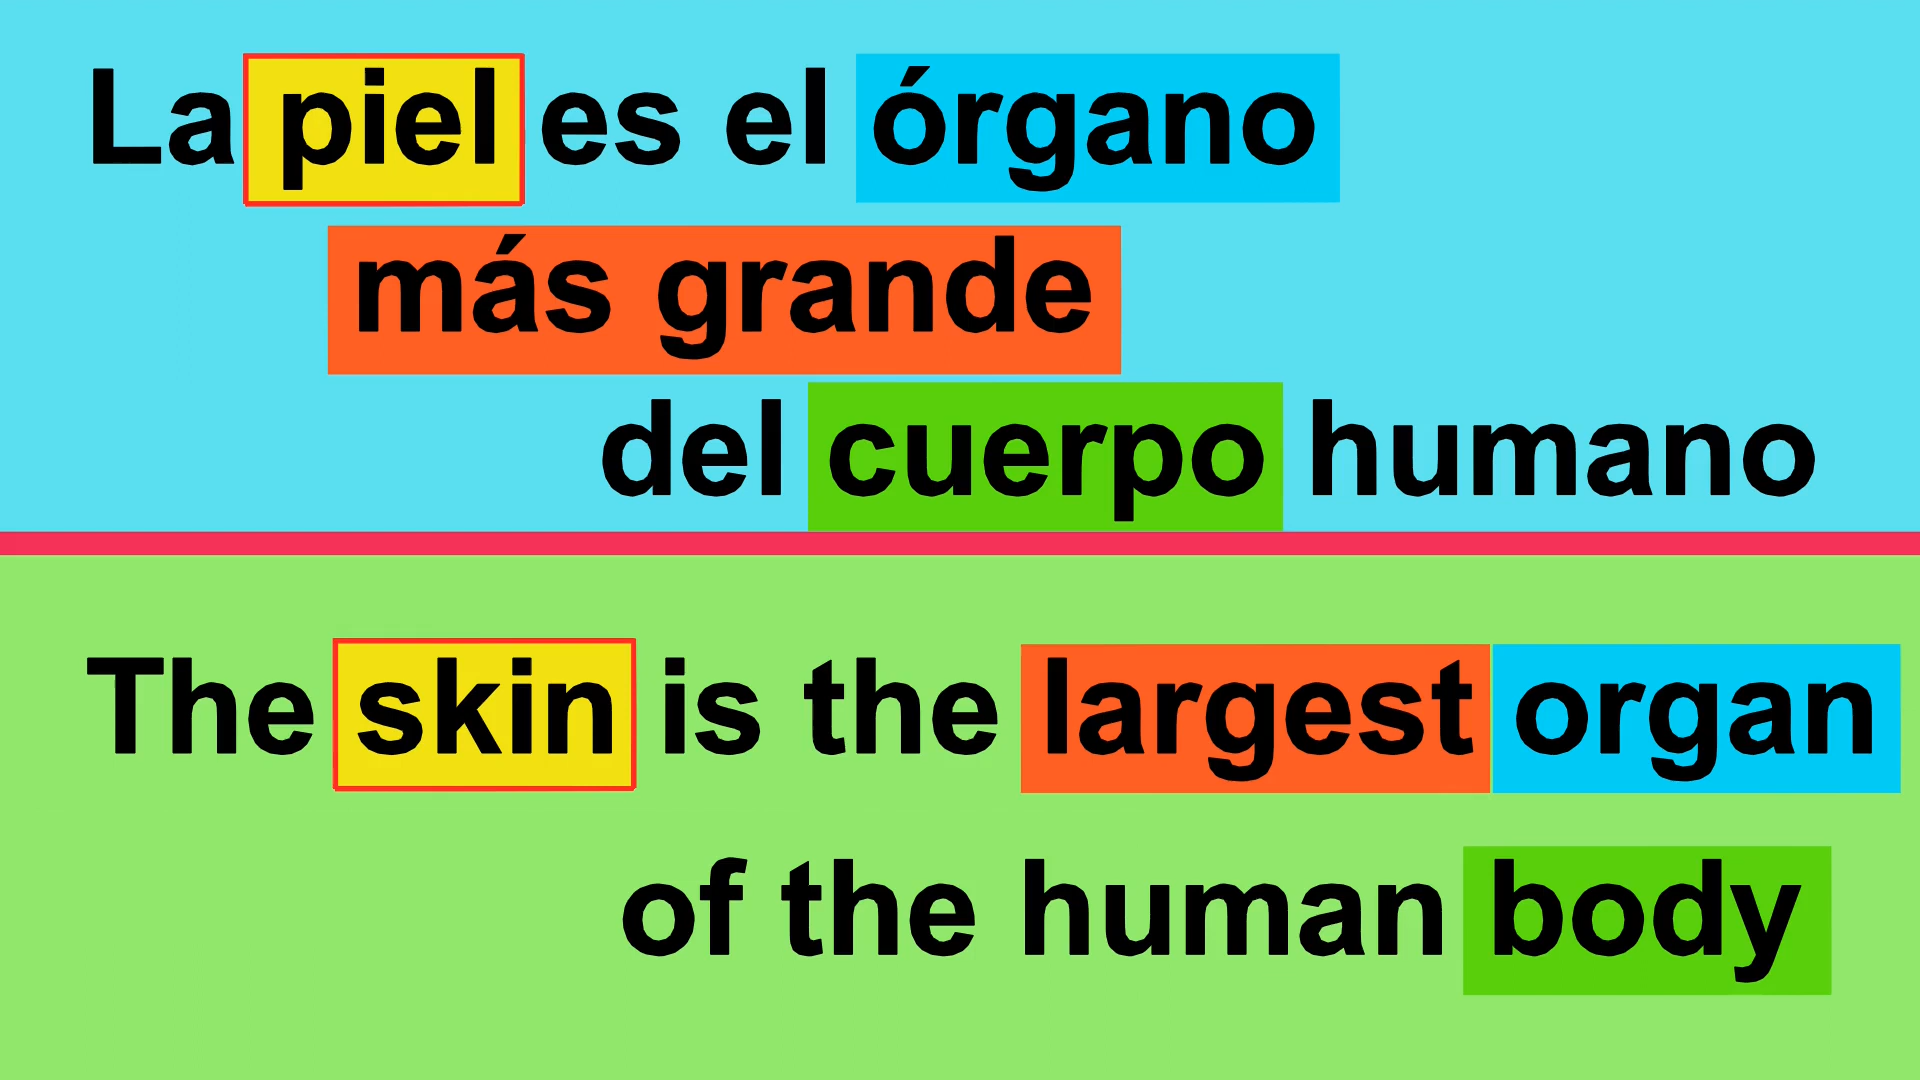 La piel es el órgano
más grande
del cuerpo humano
The skin is the largest organ
of the human body